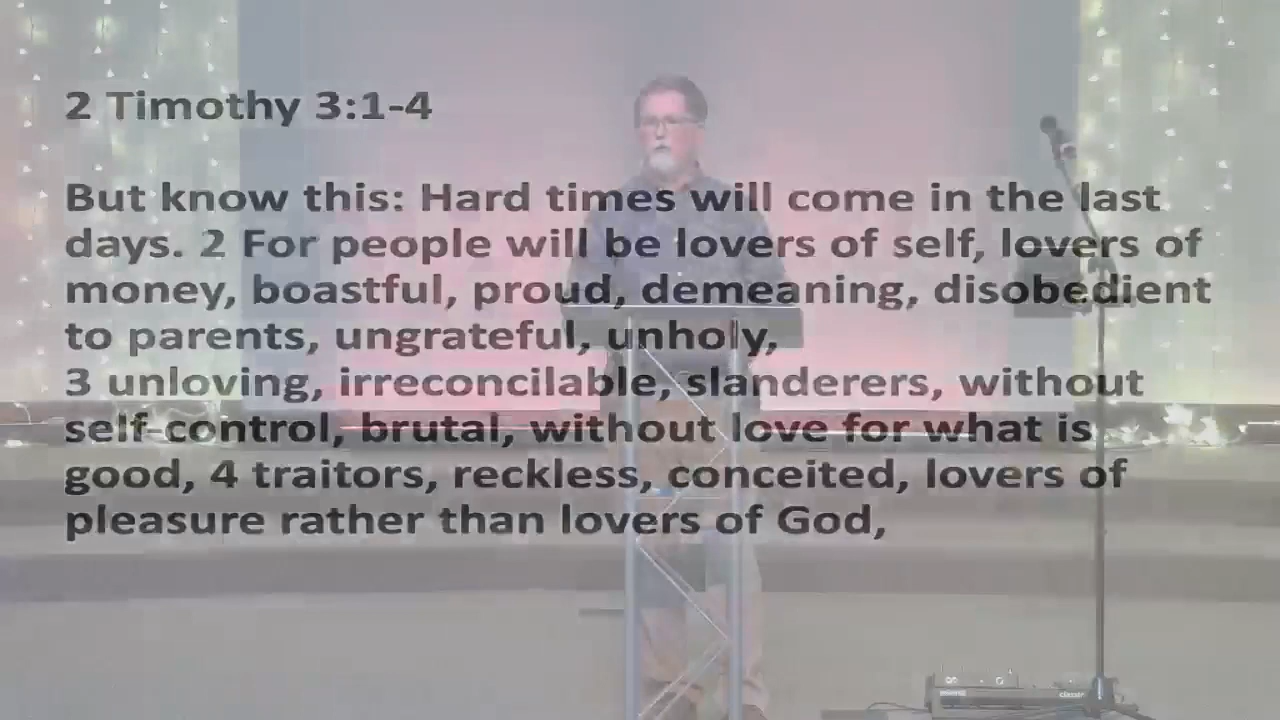 2 Timothy 3:1-4
But know this: Hard times will come in the last
days. 2 For people will be lovers of self, lovers of
money, boastful, proud, demeaning, disobedient
to parents, ungrateful, unholy,
3 unloving, irreconcilable, slanderers, without
self-control, brutal, without love for what is
good, 4 traitors, reckless, conceited, lovers of
pleasure rather than lovers of God,